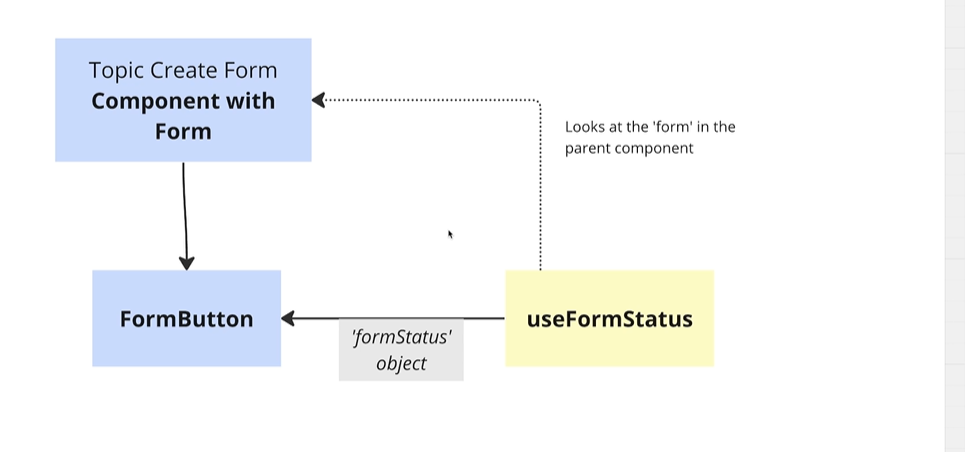 Topic Create Form
Component with
Form
Looks at the 'form' in the
parent component
FormButton
'formStatus'
object
useFormStatus